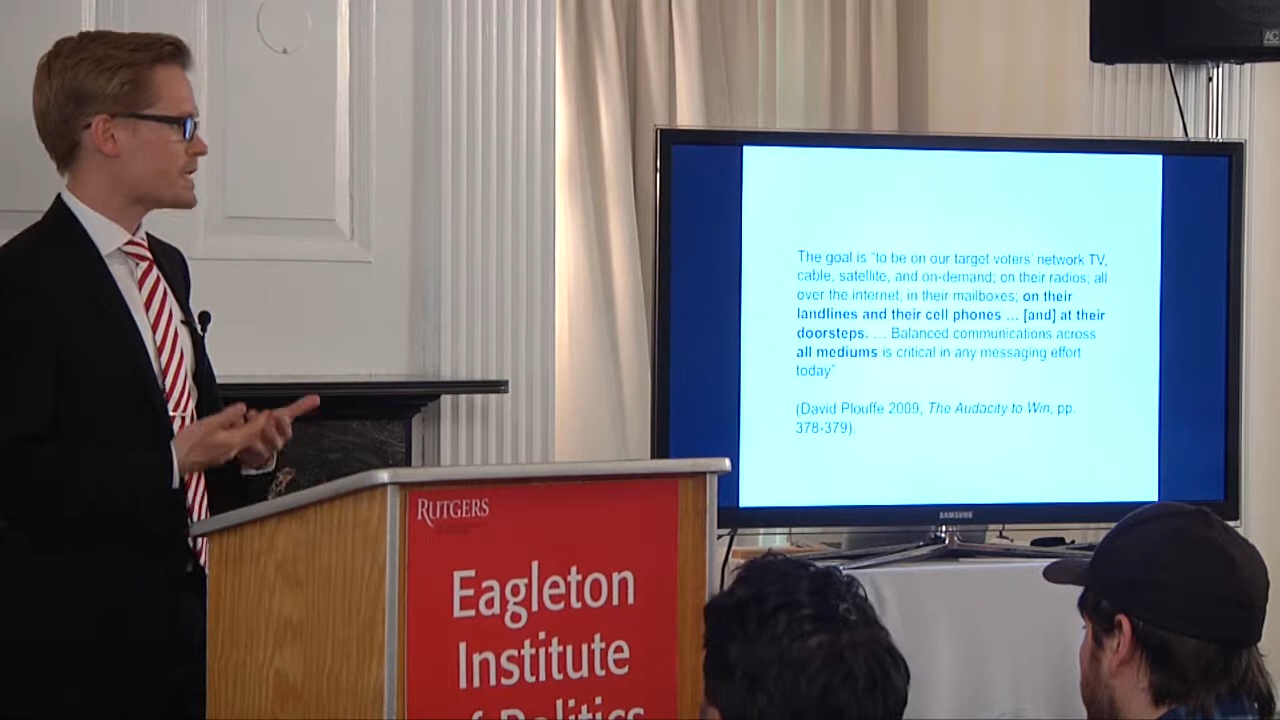 The goal is “to be on our target voters’ network TV,
cable, satellite, and on-demand; on their radios; all
over the internet; in their mailboxes; on their
landlines and their cell phones … [and] at their
doorsteps. … Balanced communications across
all mediums is critical in any messaging effort
today”
(David Plouffe 2009, The Audacity to Win, pp.
378-379).
SAMSUNG
RUTGERS
Eagleton
Institute
of Politics